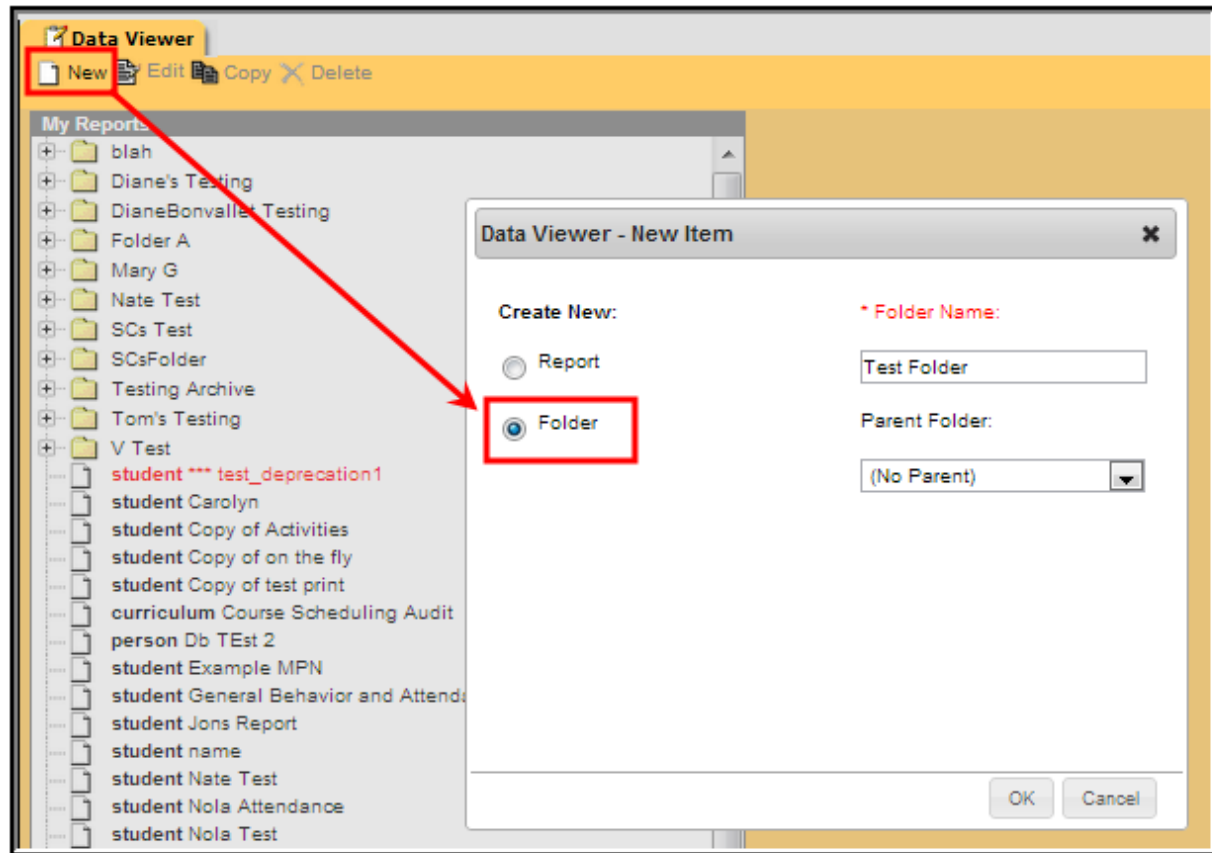 Data Viewer
New Edit Copy Delete
My Reports
blah
Diane's Testing
DianeBonvallet Testing
Folder A
Mary G
Nate Test
SCs Test
SCsFolder
Testing Archive
Tom's Testing
V Test
student *** test_deprecation1
student Carolyn
student Copy of Activities
student Copy of on the fly
student Copy of test print
curriculum Course Scheduling Audit
person Db TEst 2
student Example MPN
student General Behavior and Attenda
student Jons Report
student name
student Nate Test
student Nola Attendance
student Nola Test
Data Viewer - New Item
Create New:
Report
Folder
* Folder Name:
Test Folder
Parent Folder:
(No Parent)
OK Cancel